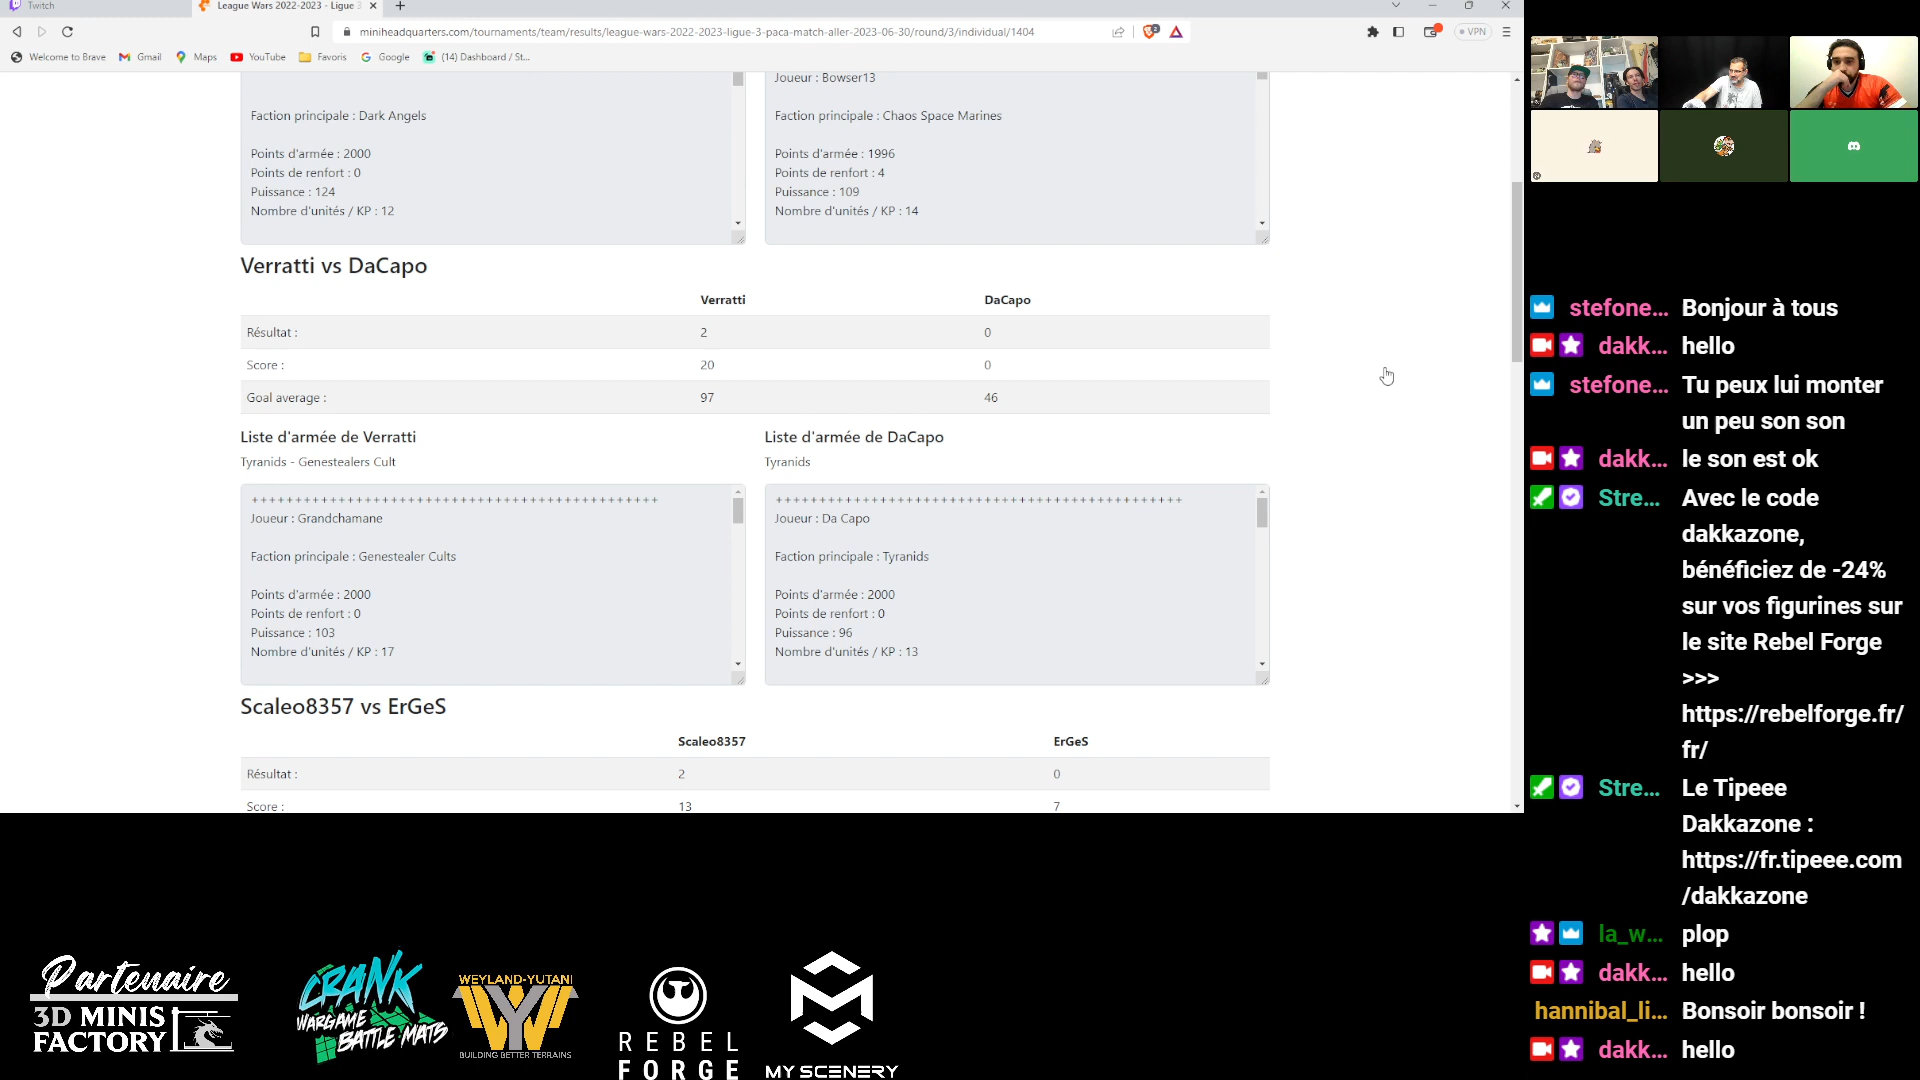 Twitch
League Wars 2022-2023 - Ligue 3
miniheadquarters.com/tournaments/team/results/league-wars-2022-2023-ligue-3-paca-match-aller-2023-06-30/round/3/individual/1404
VPN
Welcome to Brave
Gmail
Maps
YouTube
Favoris
Google
(14) Dashboard / St...
Faction principale : Dark Angels
Points d'armée : 2000
Points de renfort : 0
Puissance : 124
Nombre d'unités / KP : 12
Joueur : Bowser13
Faction principale : Chaos Space Marines
Points d'armée : 1996
Points de renfort : 4
Puissance : 109
Nombre d'unités / KP : 14
Verratti vs DaCapo
Verratti DaCapo
Résultat : 2 0
Score : 20 0
Goal average : 97 46
Liste d'armée de Verratti
Tyranids - Genestealers Cult
+++++++++++++++++++++++++++++++++++++++++++++++
Joueur : Grandchamane
Faction principale : Genestealer Cults
Points d'armée : 2000
Points de renfort : 0
Puissance : 103
Nombre d'unités / KP : 17
Liste d'armée de DaCapo
Tyranids
+++++++++++++++++++++++++++++++++++++++++++++++
Joueur : Da Capo
Faction principale : Tyranids
Points d'armée : 2000
Points de renfort : 0
Puissance : 96
Nombre d'unités / KP : 13
Scaleo8357 vs ErGeS
Scaleo8357 ErGeS
Résultat : 2 0
Score : 13 7
stefone... Bonjour à tous
dakk... hello
stefone... Tu peux lui monter
un peu son son
dakk... le son est ok
Stre... Avec le code
dakkazone,
bénéficiez de -24%
sur vos figurines sur
le site Rebel Forge
>>>
https://rebelforge.fr/
fr/
Stre... Le Tipeee
Dakkazone :
https://fr.tipeee.com
/dakkazone
la_w... plop
dakk... hello
hannibal_li... Bonsoir bonsoir !
dakk... hello
Partenaire
3D MINIS
FACTORY
CRANK
WARGAME
BATTLE MATS
WEYLAND-YUTANI
BUILDING BETTER TERRAINS
REBEL
FORGE
MY SCENERY